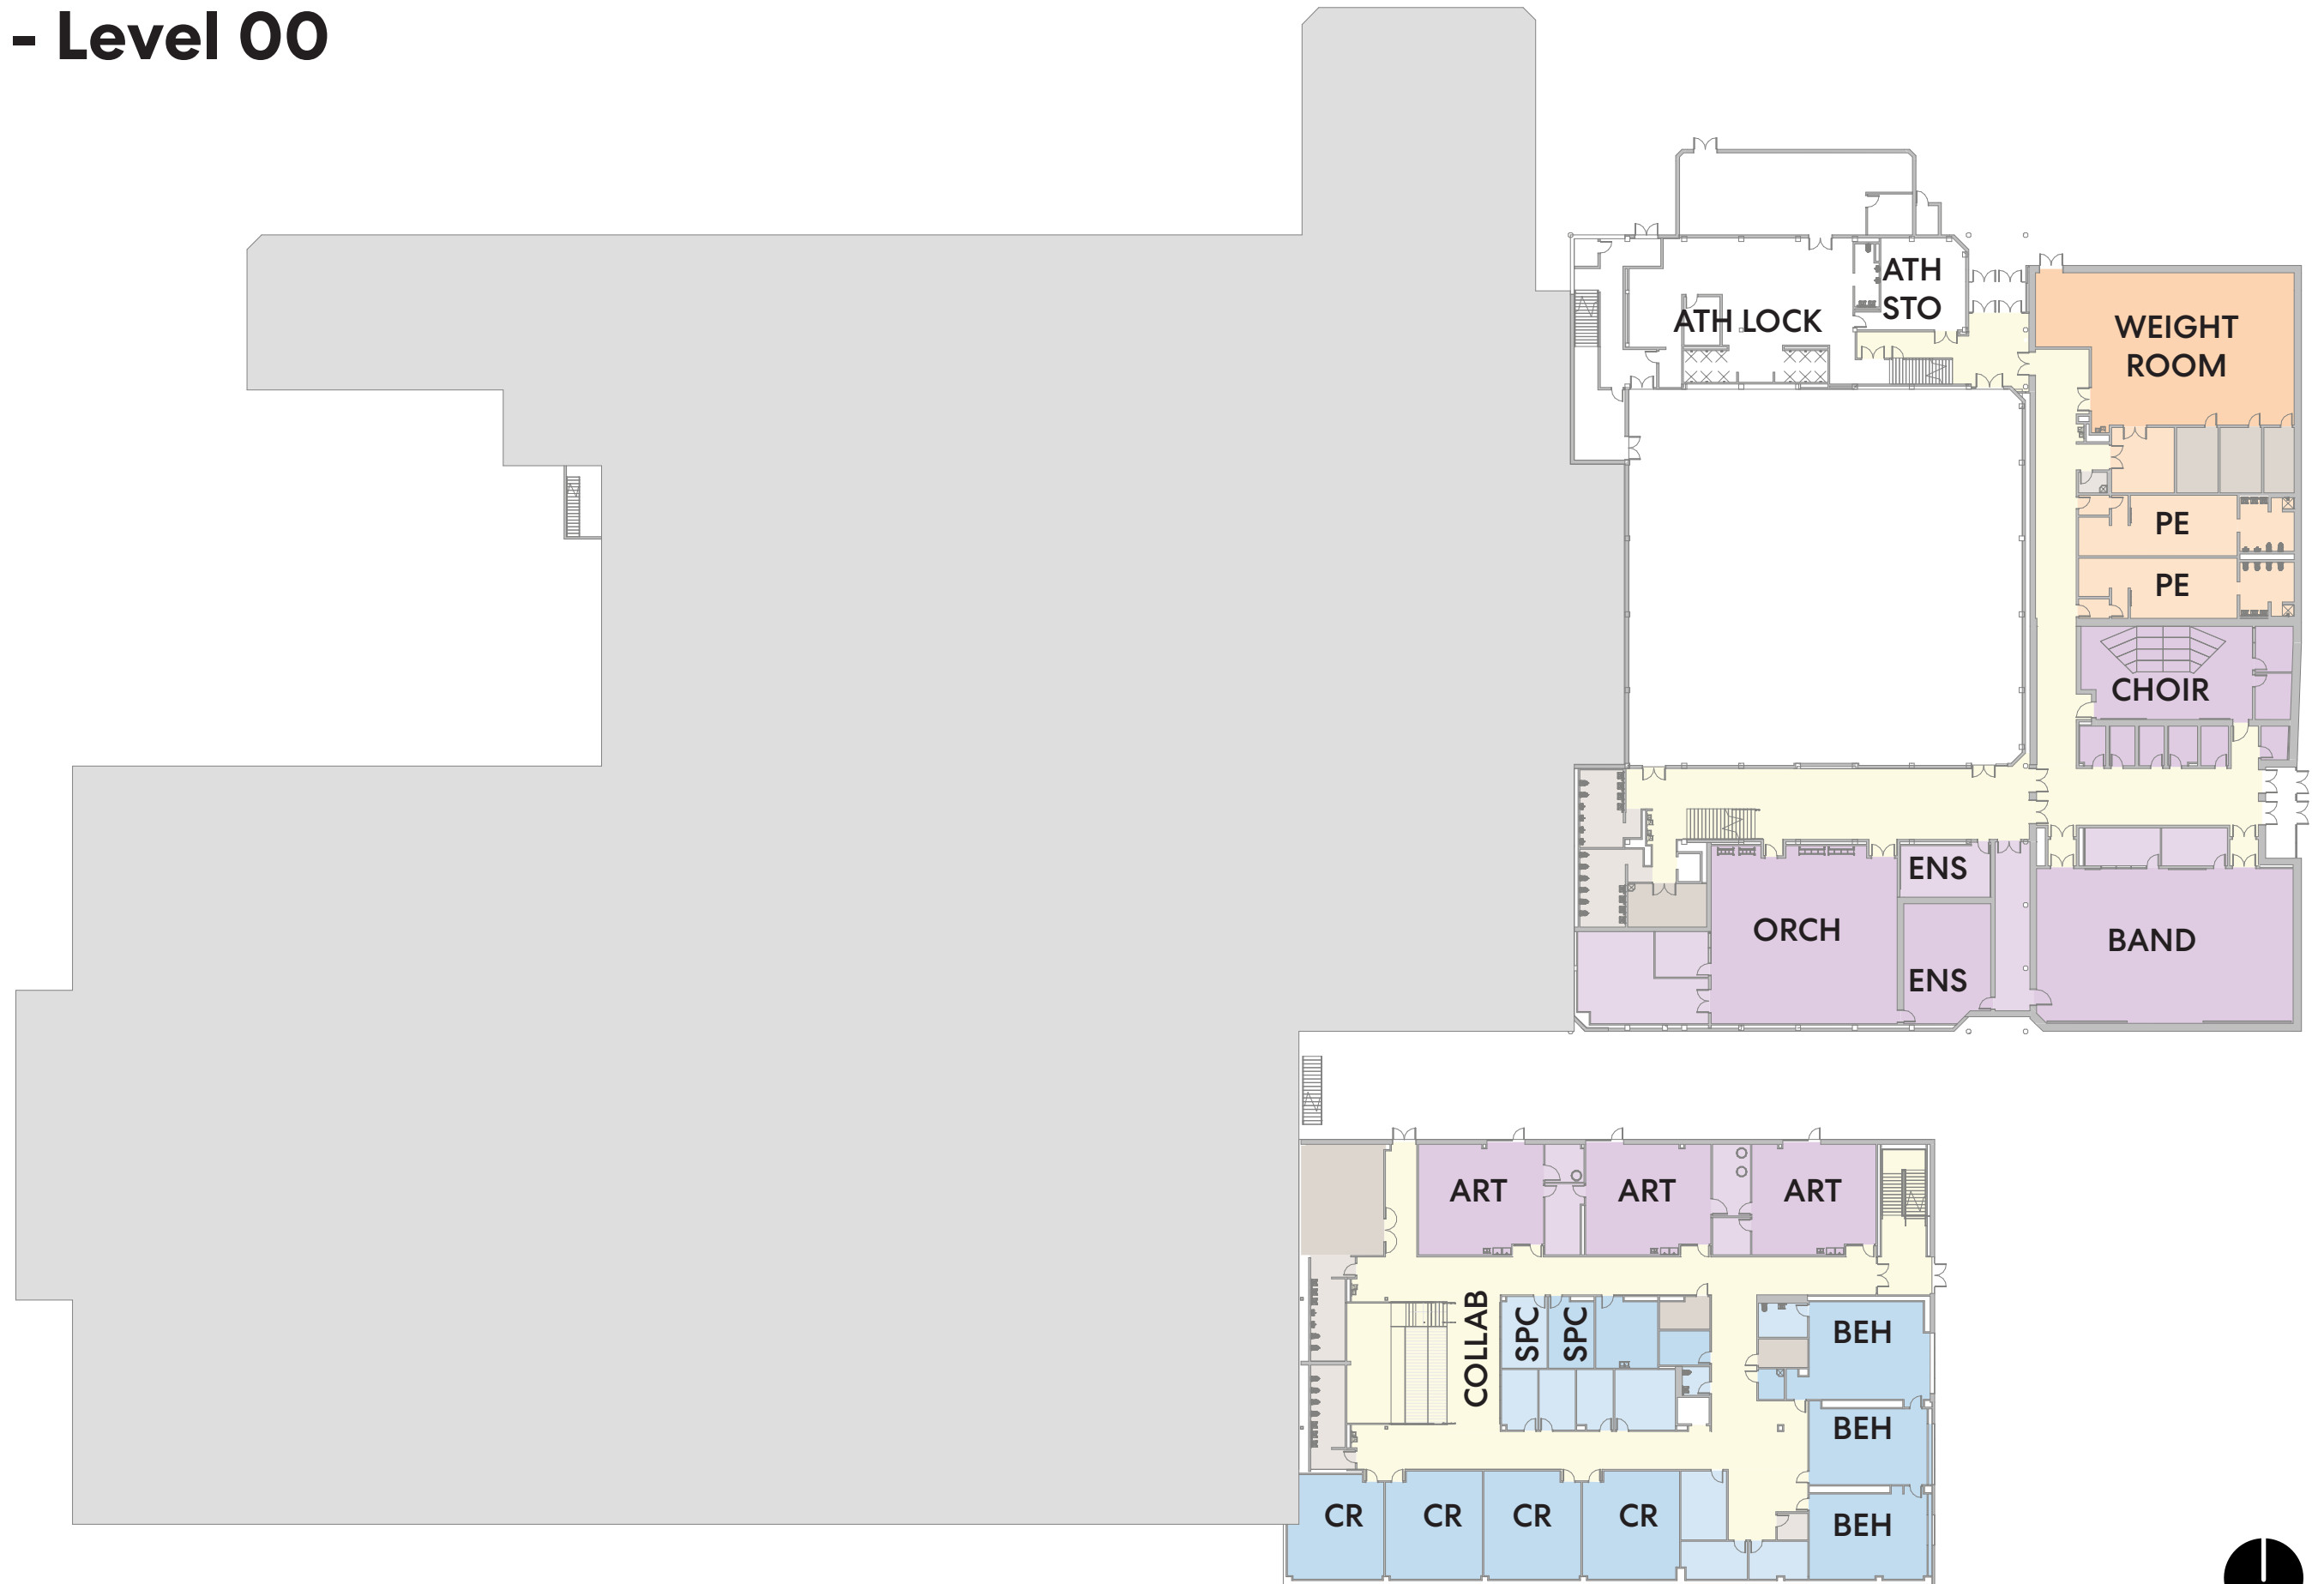 - Level 00
ATH
STO
ATH LOCK
WEIGHT
ROOM
PE
PE
CHOIR
ENS
ORCH
BAND
ENS
ART
ART
ART
COLLAB
SPC
SPC
BEH
BEH
CR
CR
CR
CR
BEH